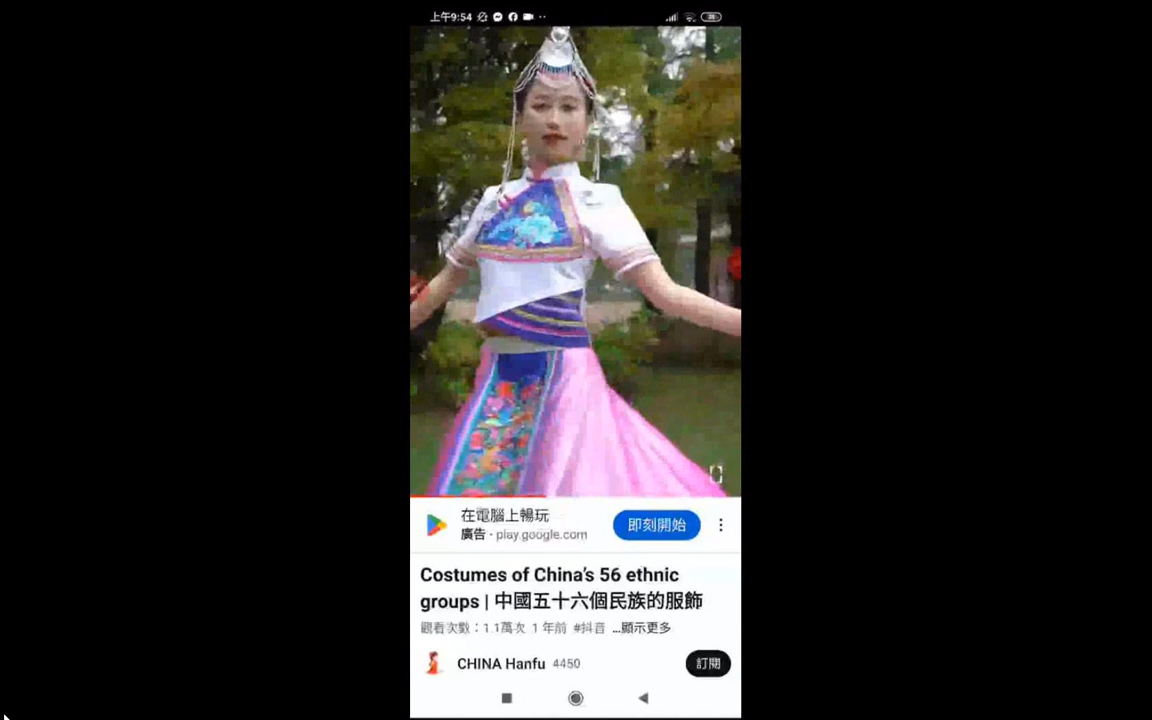 上午9:54
在電腦上暢玩
廣告 · play.google.com
即刻開始
Costumes of China's 56 ethnic
groups | 中國五十六個民族的服飾
觀看次數：1.1萬次 1 年前 #抖音 ...顯示更多
CHINA Hanfu 4450
訂閱